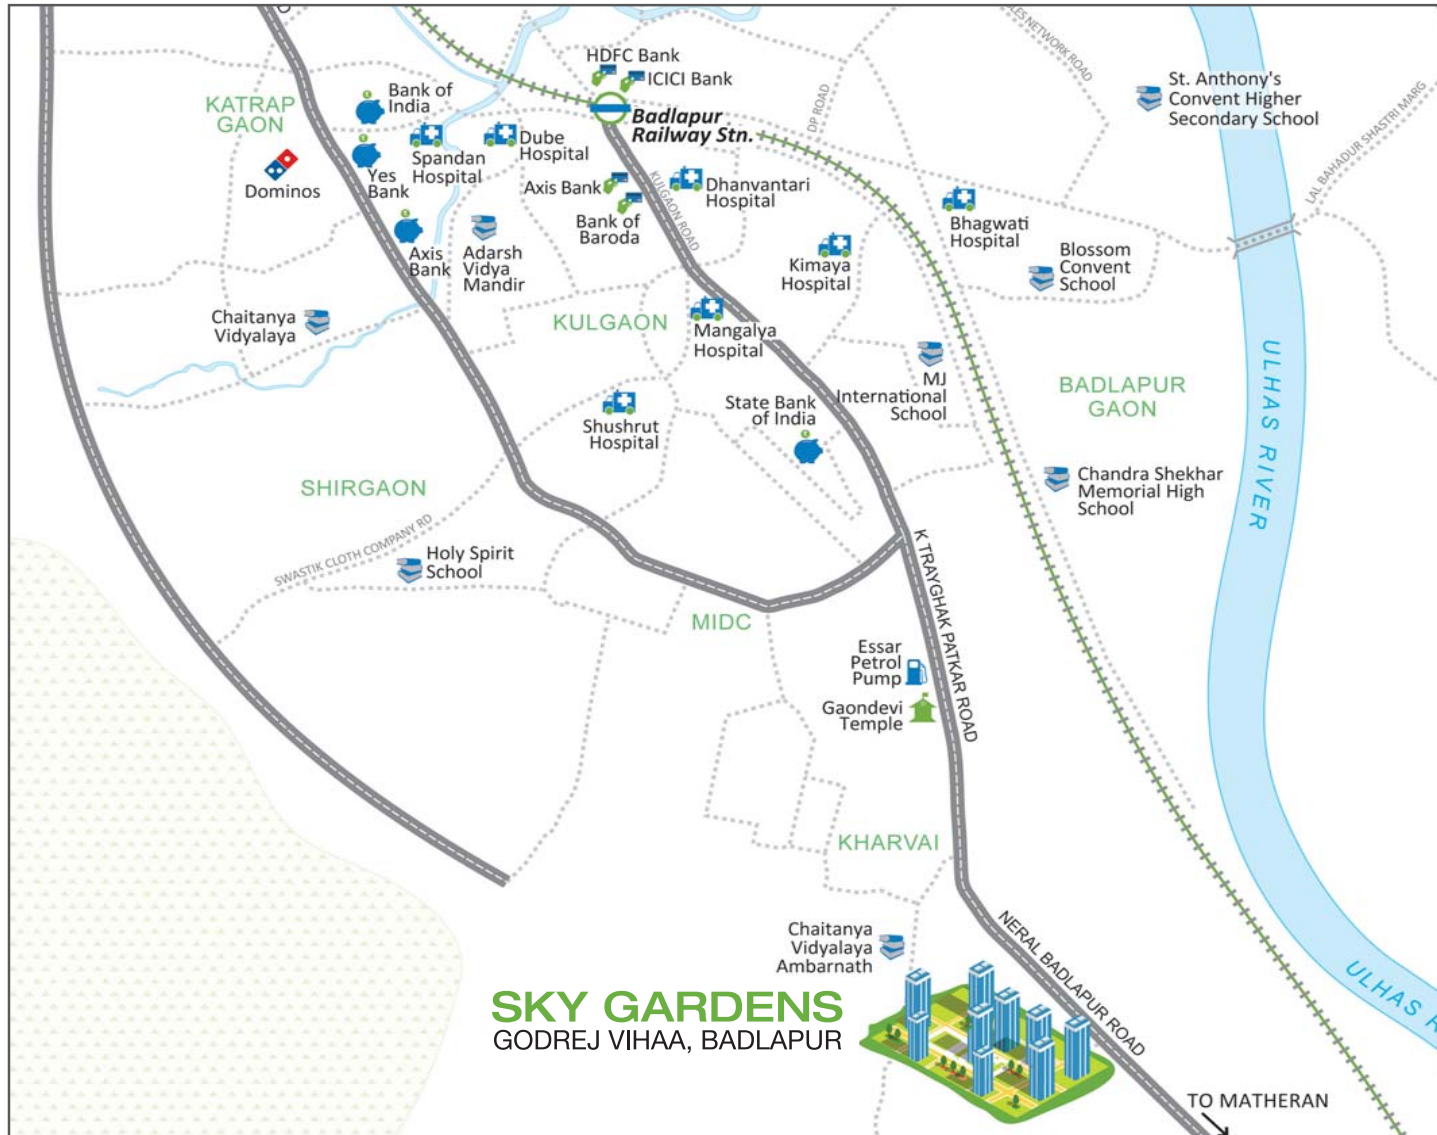 HDFC Bank
ICICI Bank
Badlapur
Railway Stn.
KATRAP
GAON
Bank of
India
Yes
Bank
Spandan
Hospital
Dube
Hospital
Dominos
Axis Bank
Bank of
Baroda
KULGAON ROAD
Dhanvantari
Hospital
DP ROAD
LES NETWORK ROAD
St. Anthony's
Convent Higher
Secondary School
LAL BAHADUR SHASTRI MARG
Axis
Bank
Adarsh
Vidya
Mandir
Kimaya
Hospital
Bhagwati
Hospital
Blossom
Convent
School
Chaitanya
Vidyalaya
KULGAON
Mangalya
Hospital
MJ
International
School
BADLAPUR
GAON
ULHAS RIVER
State Bank
of India
Shushrut
Hospital
SHIRGAON
Chandra Shekhar
Memorial High
School
SWASTIK CLOTH COMPANY RD
Holy Spirit
School
MIDC
K TRAYGHAK PATKAR ROAD
Essar
Petrol
Pump
Gaondevi
Temple
KHARVAI
Chaitanya
Vidyalaya
Ambarnath
NERAL BADLAPUR ROAD
ULHAS R
SKY GARDENS
GODREJ VIHAA, BADLAPUR
TO MATHERAN